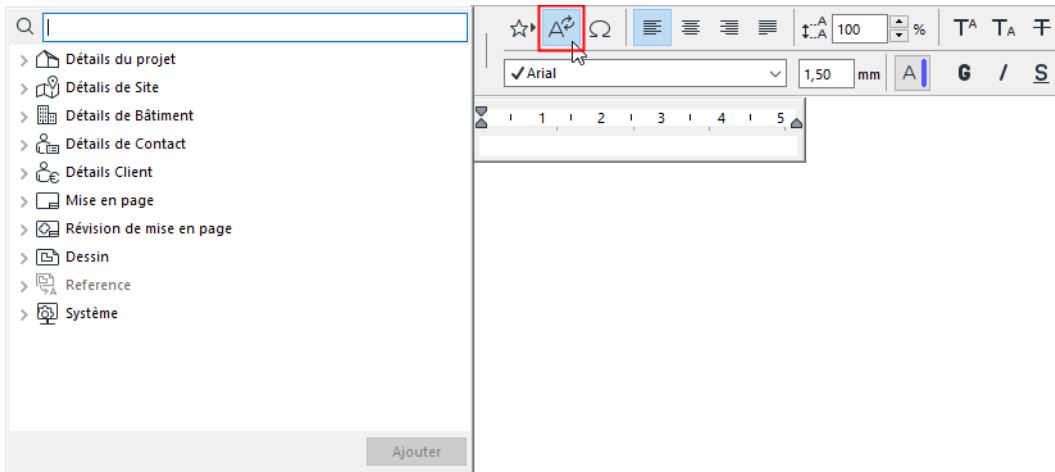 100 %
Détails du projet
Arial 1,50 mm A G I S
Détalis de Site
Détails de Bâtiment
1 2 3 4 5
Détails de Contact
Détails Client
Mise en page
Révision de mise en page
Dessin
Reference
Système
Ajouter